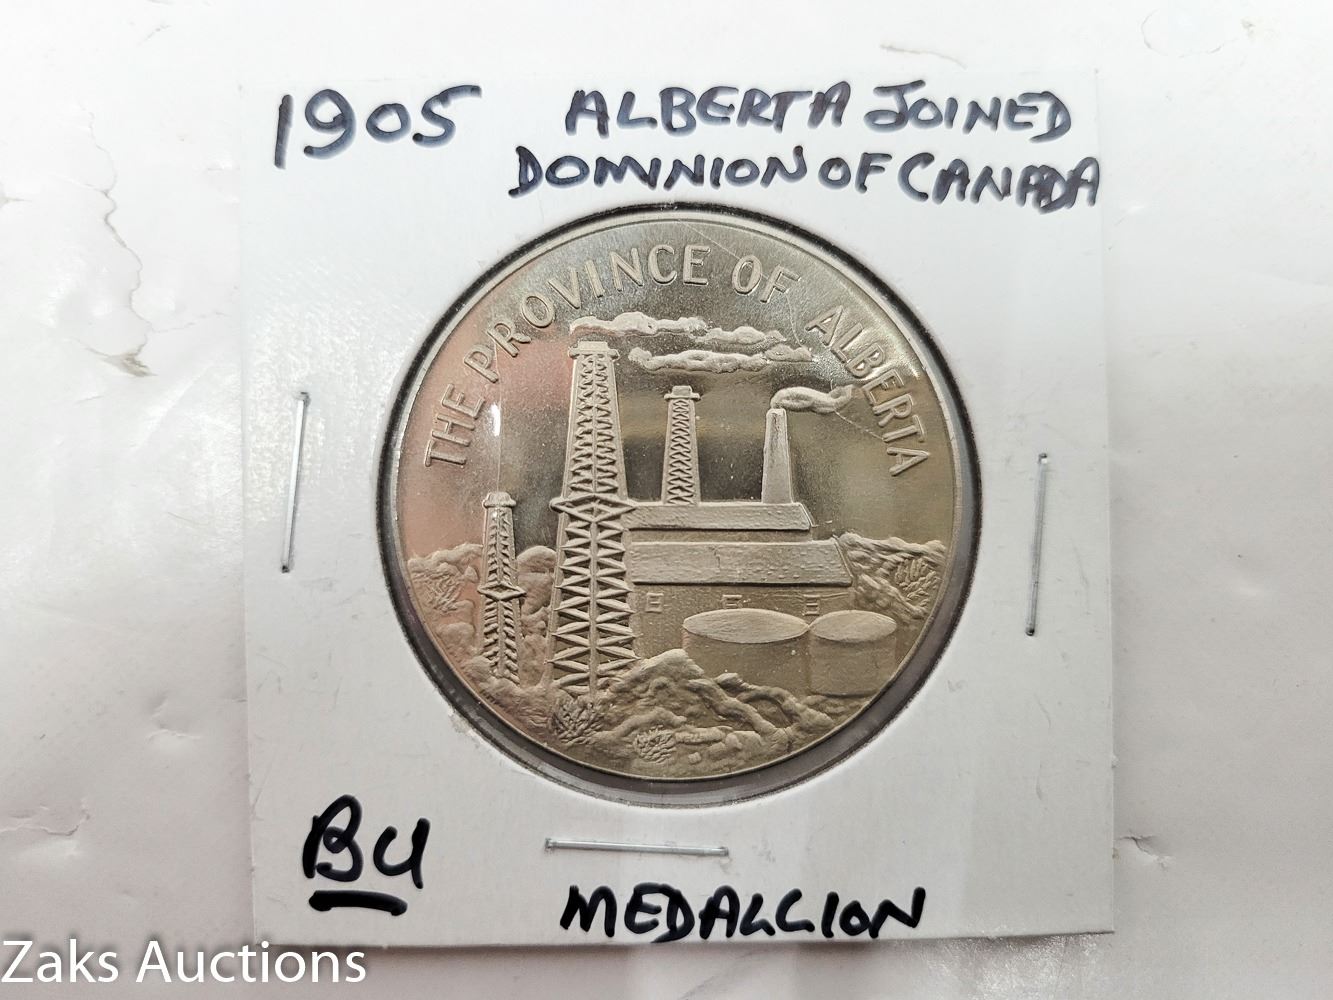 1905 ALBERTA JOINED
DOMINION OF CANADA
THE PROVINCE OF ALBERTA
BU
MEDALLION
Zaks Auctions